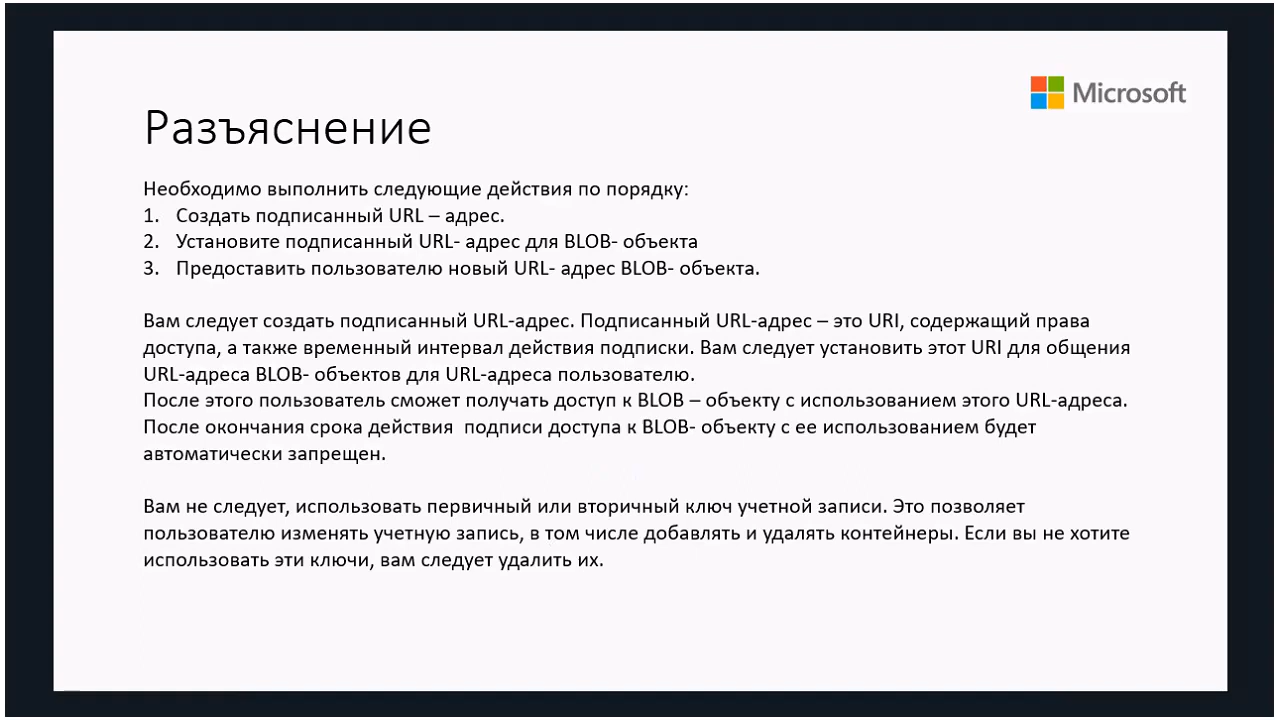 Microsoft
Разъяснение
Необходимо выполнить следующие действия по порядку:
1. Создать подписанный URL – адрес.
2. Установите подписанный URL- адрес для BLOB- объекта
3. Предоставить пользователю новый URL- адрес BLOB- объекта.
Вам следует создать подписанный URL-адрес. Подписанный URL-адрес – это URI, содержащий права
доступа, а также временный интервал действия подписки. Вам следует установить этот URI для общения
URL-адреса BLOB- объектов для URL-адреса пользователю.
После этого пользователь сможет получать доступ к BLOB – объекту с использованием этого URL-адреса.
После окончания срока действия  подписи доступа к BLOB- объекту с ее использованием будет
автоматически запрещен.
Вам не следует, использовать первичный или вторичный ключ учетной записи. Это позволяет
пользователю изменять учетную запись, в том числе добавлять и удалять контейнеры. Если вы не хотите
использовать эти ключи, вам следует удалить их.